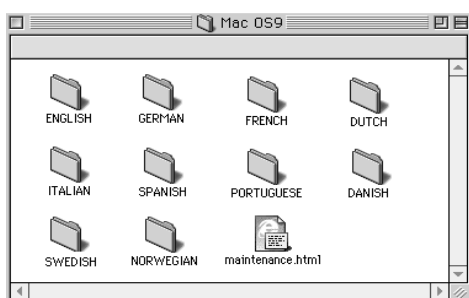 Mac OS9
ENGLISH GERMAN FRENCH DUTCH
ITALIAN SPANISH PORTUGUESE DANISH
SWEDISH NORWEGIAN maintenance.html